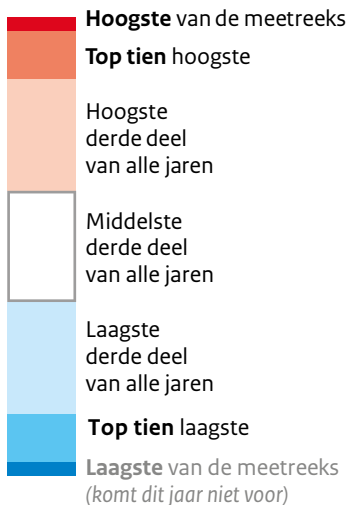 Hoogste van de meetreeks
Top tien hoogste
Hoogste
derde deel
van alle jaren
Middelste
derde deel
van alle jaren
Laagste
derde deel
van alle jaren
Top tien laagste
Laagste van de meetreeks
(komt dit jaar niet voor)